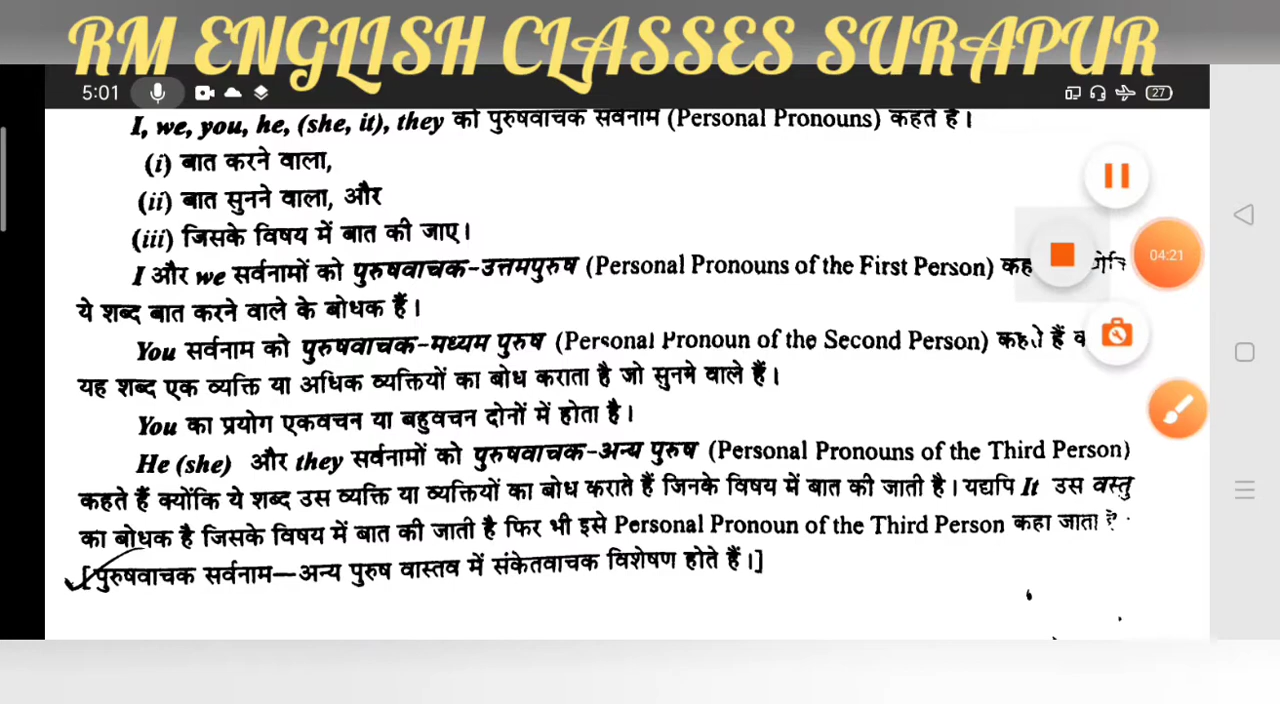 RM ENGLISH CLASSES SURAPUR
5:01 27
I, we, you, he, (she, it), they को पुरुषवाचक सर्वनाम (Personal Pronouns) कहते हैं।
(i) बात करने वाला,
(ii) बात सुनने वाला, और
(iii) जिसके विषय में बात की जाए।
I और we सर्वनामों को पुरुषवाचक-उत्तमपुरुष (Personal Pronouns of the First Person)
04:21
ये शब्द बात करने वाले के बोधक हैं।
You सर्वनाम को पुरुषवाचक-मध्यम पुरुष (Personal Pronoun of the Second Person) कहते हैं
यह शब्द एक व्यक्ति या अधिक व्यक्तियों का बोध कराता है जो सुनने वाले हैं।
You का प्रयोग एकवचन या बहुवचन दोनों में होता है।
He (she) और they सर्वनामों को पुरुषवाचक-अन्य पुरुष (Personal Pronouns of the Third Person)
कहते हैं क्योंकि ये शब्द उस व्यक्ति या व्यक्तियों का बोध कराते हैं जिनके विषय में बात की जाती है। यद्यपि It उस वस्तु
का बोधक है जिसके विषय में बात की जाती है फिर भी इसे Personal Pronoun of the Third Person कहा जाता है
[पुरुषवाचक सर्वनाम—अन्य पुरुष वास्तव में संकेतवाचक विशेषण होते हैं।]